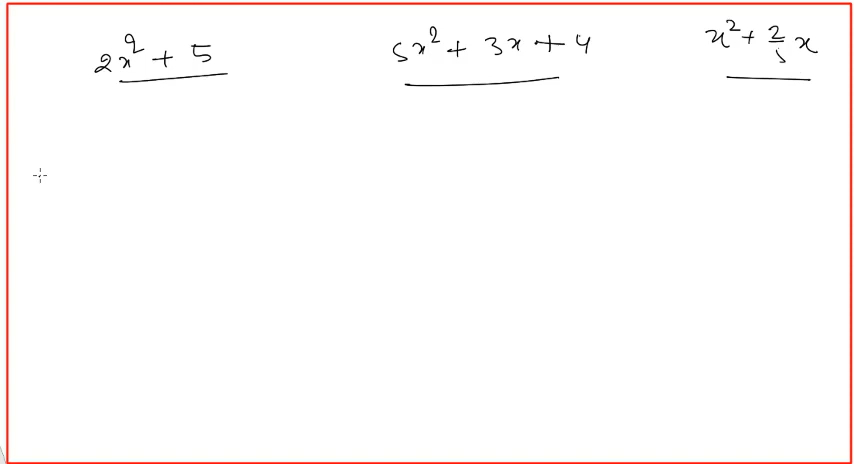 2x² + 5 5x² + 3x + 4 x² + 2/5 x